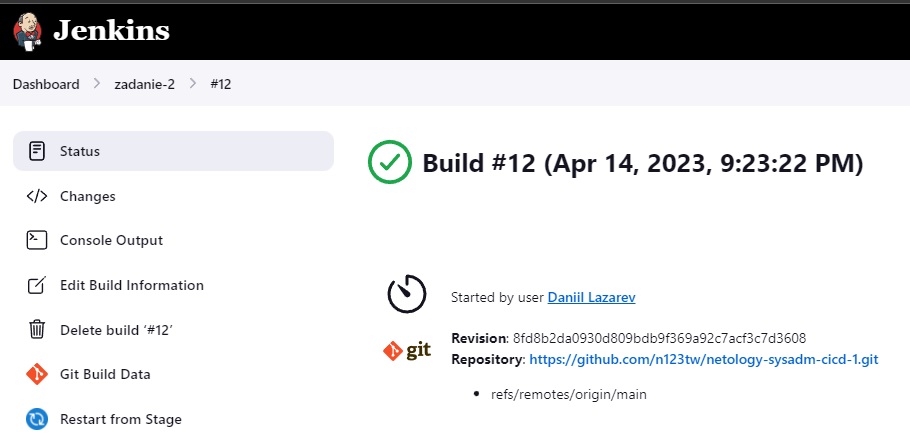 Jenkins
Dashboard > zadanie-2 > #12
Status
Changes
Console Output
Edit Build Information
Delete build ‘#12’
Git Build Data
Restart from Stage
Build #12 (Apr 14, 2023, 9:23:22 PM)
Started by user Daniil Lazarev
git
Revision: 8fd8b2da0930d809bdb9f369a92c7acf3c7d3608
Repository: https://github.com/n123tw/netology-sysadm-cicd-1.git
• refs/remotes/origin/main